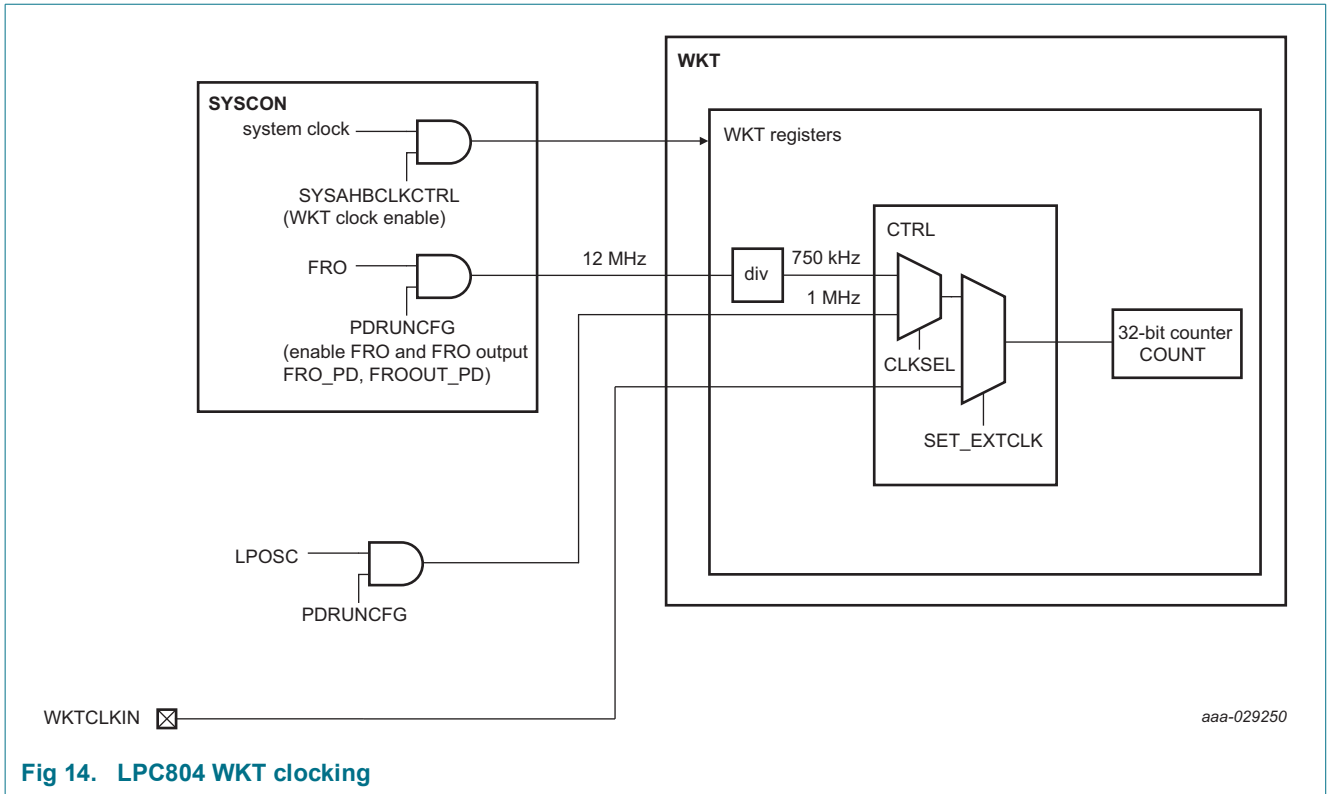 WKT
SYSCON
system clock
WKT registers
SYSAHBCLKCTRL
(WKT clock enable)
CTRL
FRO
12 MHz
div
750 kHz
1 MHz
PDRUNCFG
(enable FRO and FRO output
FRO_PD, FROOUT_PD)
CLKSEL
32-bit counter
COUNT
SET_EXTCLK
LPOSC
PDRUNCFG
WKTCLKIN
aaa-029250
Fig 14. LPC804 WKT clocking